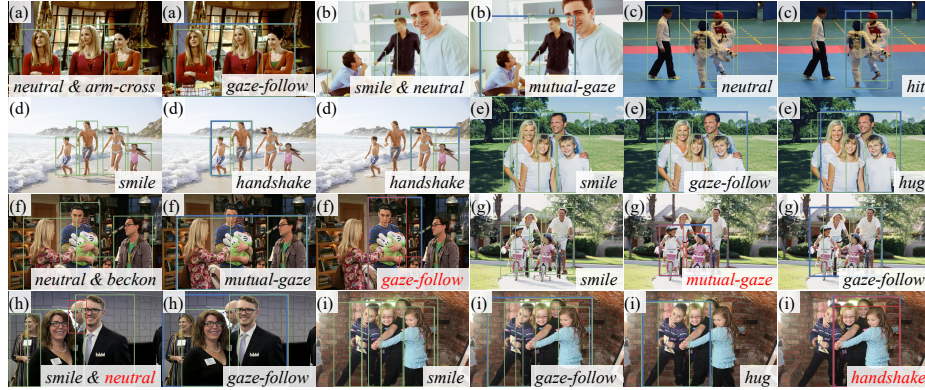 (a) neutral & arm-cross
(a) gaze-follow
(b) smile & neutral
(b) mutual-gaze
(c) neutral
(c) hit
(d) smile
(d) handshake
(d) handshake
(e) smile
(e) gaze-follow
(e) hug
(f) neutral & beckon
(f) mutual-gaze
(f) gaze-follow
(g) smile
(g) mutual-gaze
(g) gaze-follow
(h) smile & neutral
(h) gaze-follow
(i) smile
(i) gaze-follow
(i) hug
(i) handshake